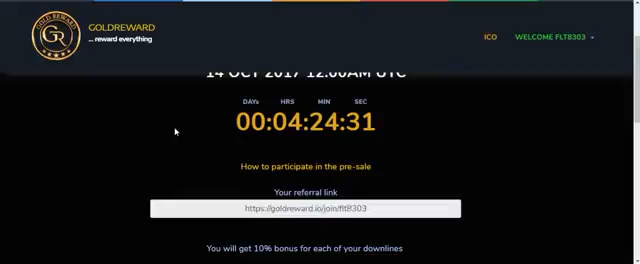 GOLD REWARD
GR
GOLDREWARD
... reward everything
ICO
WELCOME FLT8303
14 OCT 2017 12:00AM UTC
DAYs HRS MIN SEC
00:04:24:31
How to participate in the pre-sale
Your referral link
https://goldreward.io/join/flt8303
You will get 10% bonus for each of your downlines